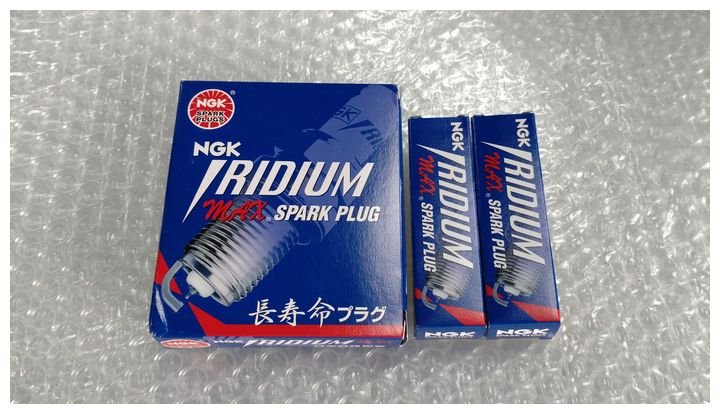 NGK
SPARK
PLUGS
®
NGK
IRIDIUM
MAX® SPARK PLUG
長寿命プラグ
NGK IRIDIUM
NGK
IRIDIUM
MAX® SPARK PLUG
NGK
NGK
IRIDIUM
MAX® SPARK PLUG
NGK